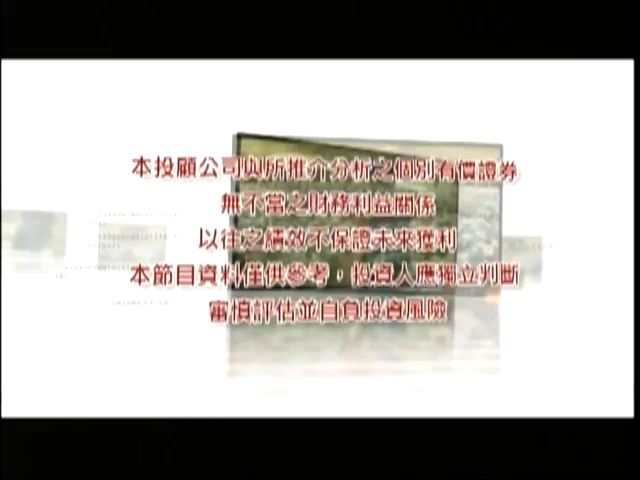 本投顧公司與所推介分析之個別有價證券
無不當之財務利益關係
以往之績效不保證未來獲利
本節目資料僅供參考，投資人應獨立判斷
審慎評估並自負投資風險